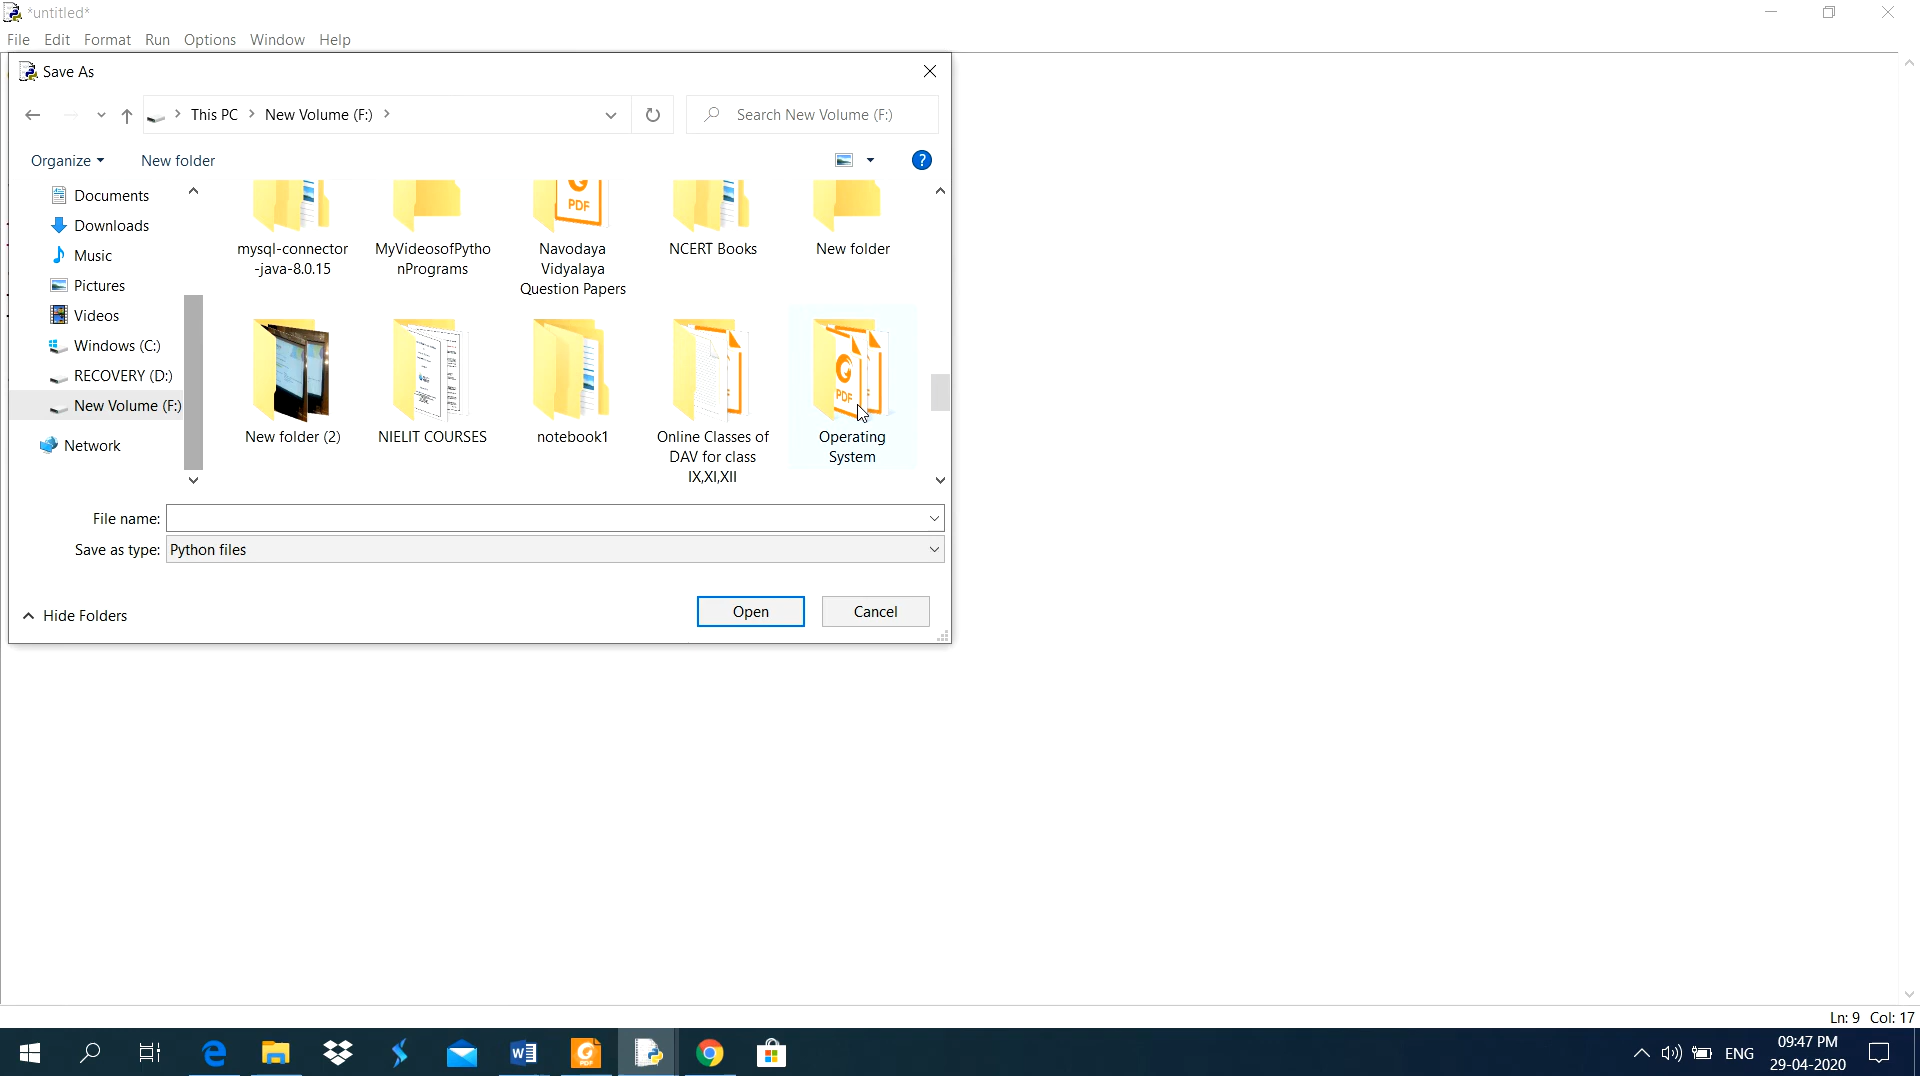 *untitled*
File Edit Format Run Options Window Help
Save As
This PC > New Volume (F:) >
Search New Volume (F:)
Organize
New folder
?
Documents
Downloads
Music
Pictures
Videos
Windows (C:)
RECOVERY (D:)
New Volume (F:)
Network
mysql-connector
-java-8.0.15
MyVideosofPytho
nPrograms
Navodaya
Vidyalaya
Question Papers
NCERT Books
New folder
New folder (2)
NIELIT COURSES
notebook1
Online Classes of
DAV for class
IX,XI,XII
Operating
System
PDF
PDF
File name:
Save as type: Python files
Hide Folders
Open
Cancel
Ln: 9 Col: 17
PDF
ENG
09:47 PM
29-04-2020